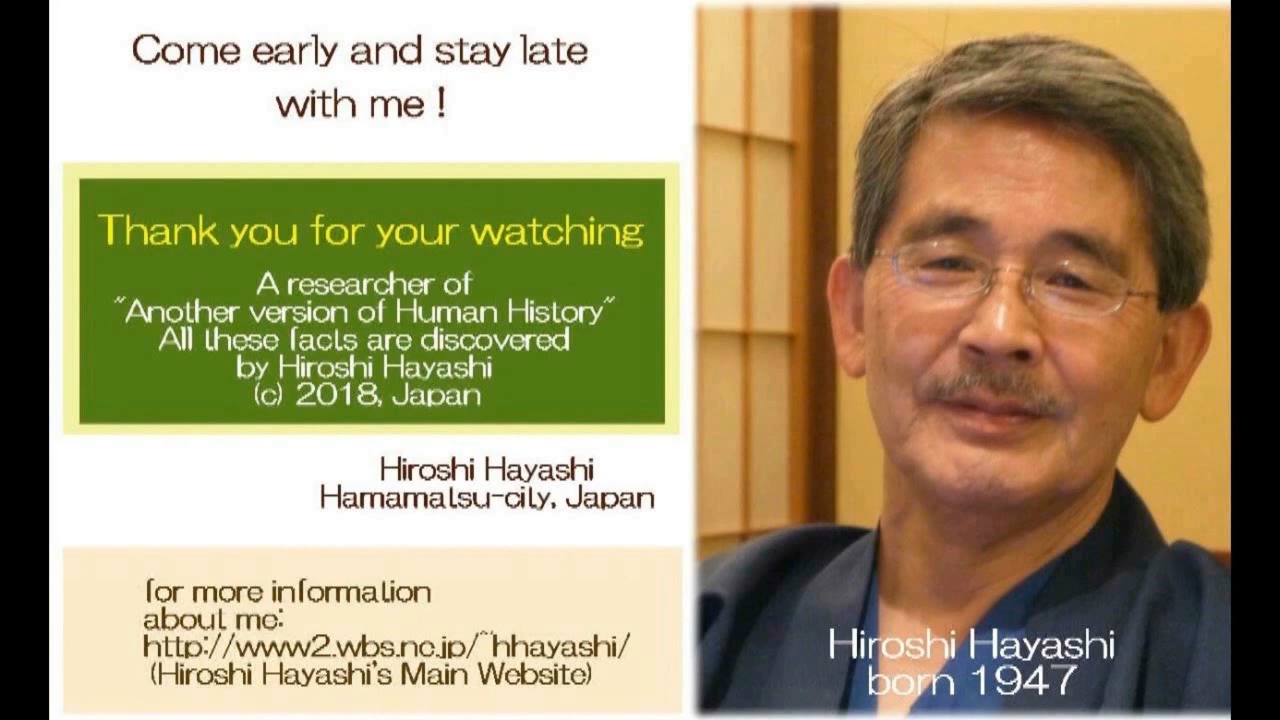 Come early and stay late
with me !
Thank you for your watching
A researcher of
"Another version of Human History"
All these facts are discovered
by Hiroshi Hayashi
(c) 2018, Japan
Hiroshi Hayashi
Hamamatsu-city, Japan
for more information
about me:
http://www2.wbs.ne.jp/~hhayashi/
(Hiroshi Hayashi's Main Website)
Hiroshi Hayashi
born 1947